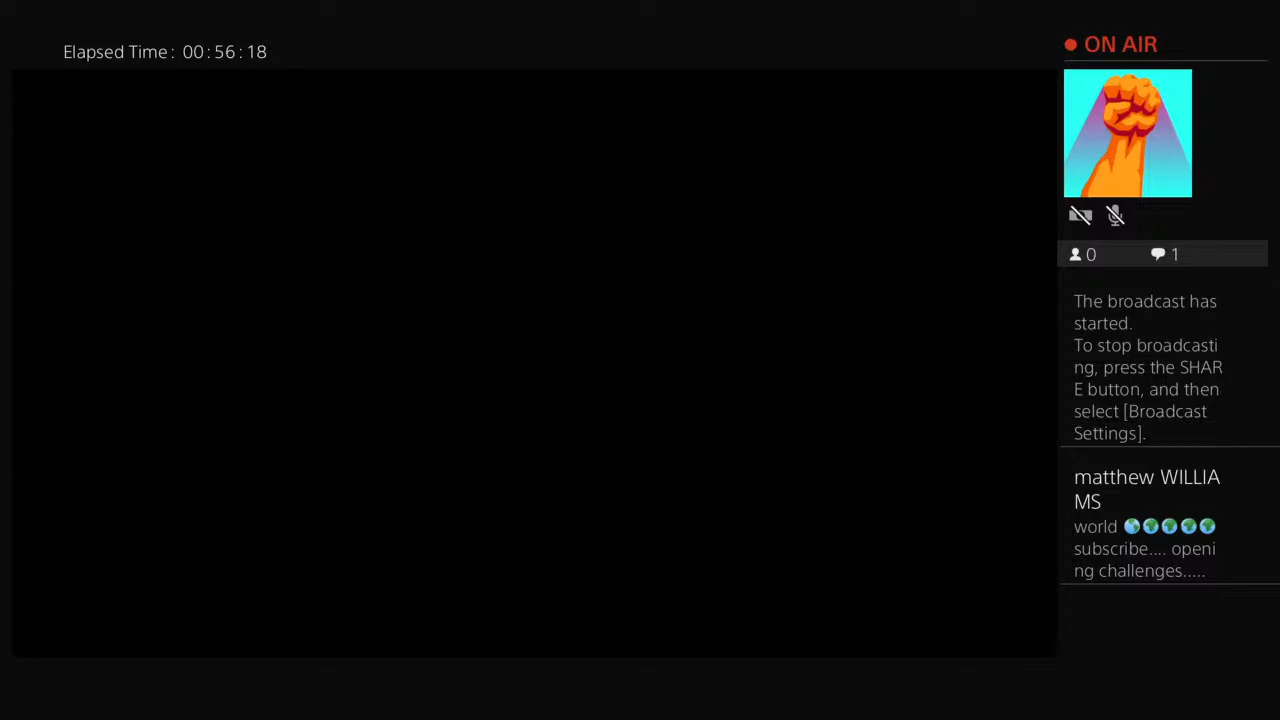 Elapsed Time: 00:56:18
ON AIR
0 1
The broadcast has
started.
To stop broadcasti
ng, press the SHAR
E button, and then
select [Broadcast
Settings].
matthew WILLIA
MS
world 🌎🌍🌍🌍🌍
subscribe.... openi
ng challenges.....